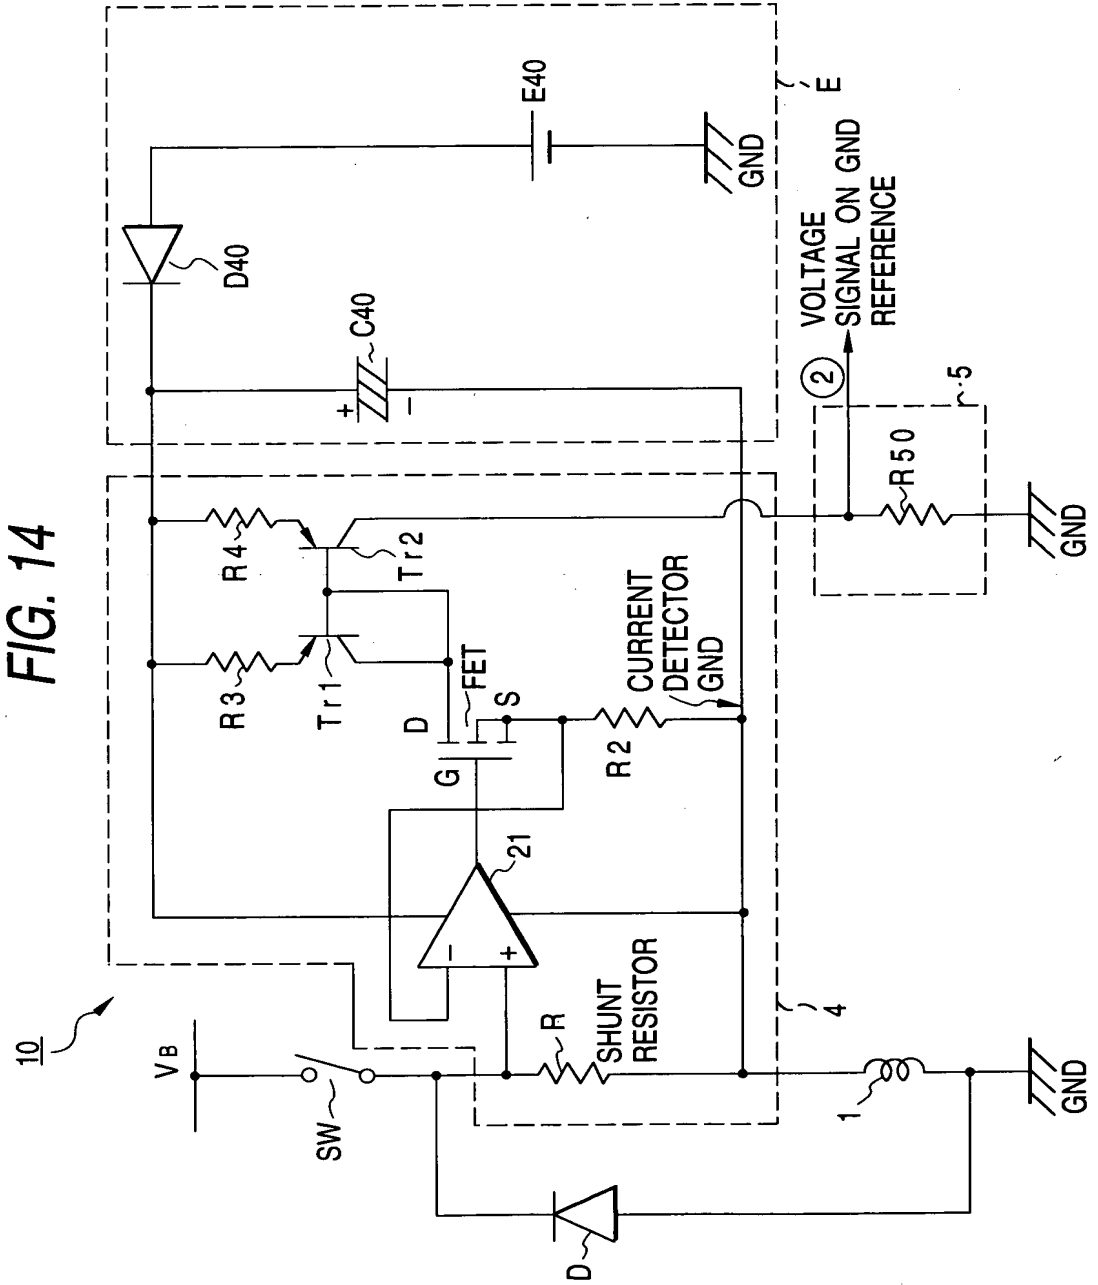 FIG. 14
10
VB
SW
D
R
SHUNT
RESISTOR
1
GND
4
21
-
+
G
D
S
FET
R2
CURRENT
DETECTOR
GND
R3
Tr1
R4
Tr2
D40
C40
+
-
E40
GND
E
2
VOLTAGE
SIGNAL ON GND
REFERENCE
R50
5
GND